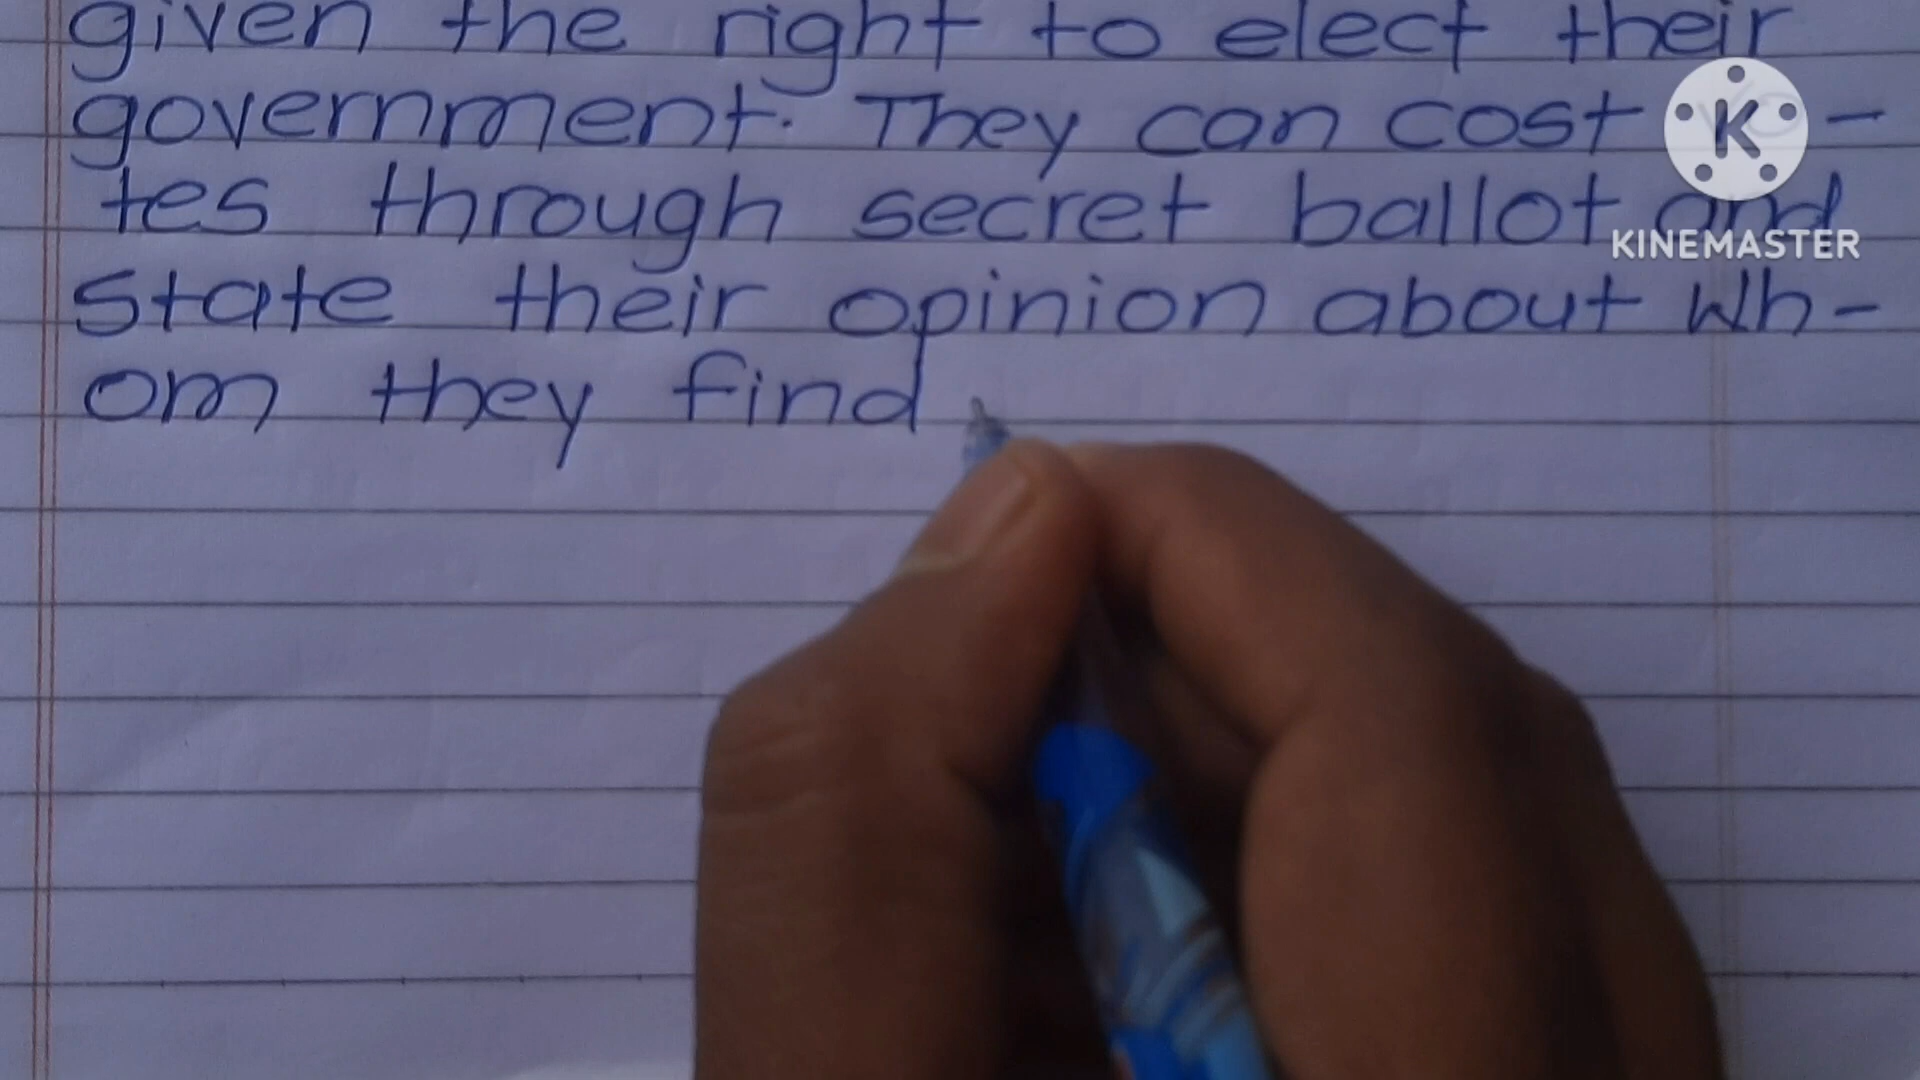 given the right to elect their
government. They can cost vo-
tes through secret ballot and
KINEMASTER
state their opinion about wh-
om they find